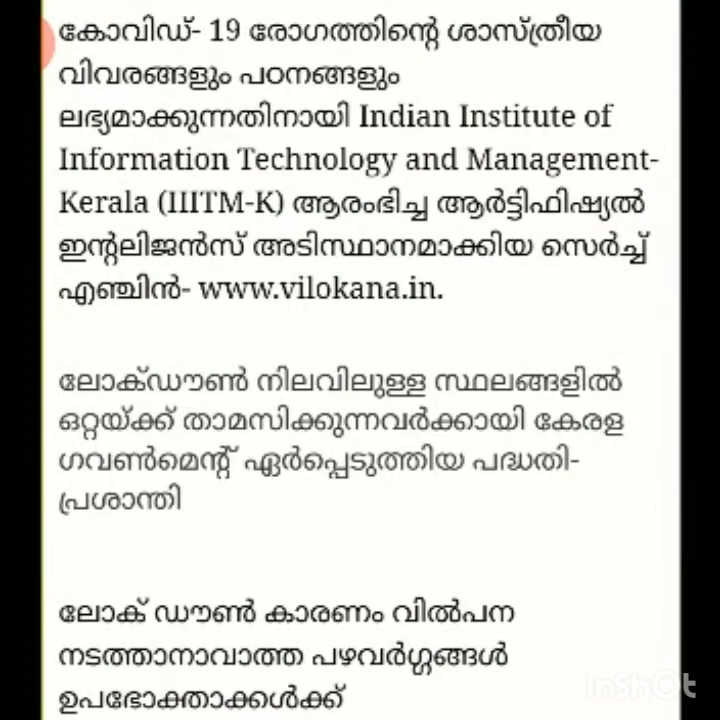 കോവിഡ്- 19 രോഗത്തിന്റെ ശാസ്ത്രീയ
വിവരങ്ങളും പഠനങ്ങളും
ലഭ്യമാക്കുന്നതിനായി Indian Institute of
Information Technology and Management-
Kerala (IIITM-K) ആരംഭിച്ച ആർട്ടിഫിഷ്യൽ
ഇന്റലിജൻസ് അടിസ്ഥാനമാക്കിയ സെർച്ച്
എഞ്ചിൻ- www.vilokana.in.
ലോക്ഡൗൺ നിലവിലുള്ള സ്ഥലങ്ങളിൽ
ഒറ്റയ്ക്ക് താമസിക്കുന്നവർക്കായി കേരള
ഗവൺമെന്റ് ഏർപ്പെടുത്തിയ പദ്ധതി-
പ്രശാന്തി
ലോക് ഡൗൺ കാരണം വിൽപന
നടത്താനാവാത്ത പഴവർഗ്ഗങ്ങൾ
ഉപഭോക്താക്കൾക്ക്
InShOt